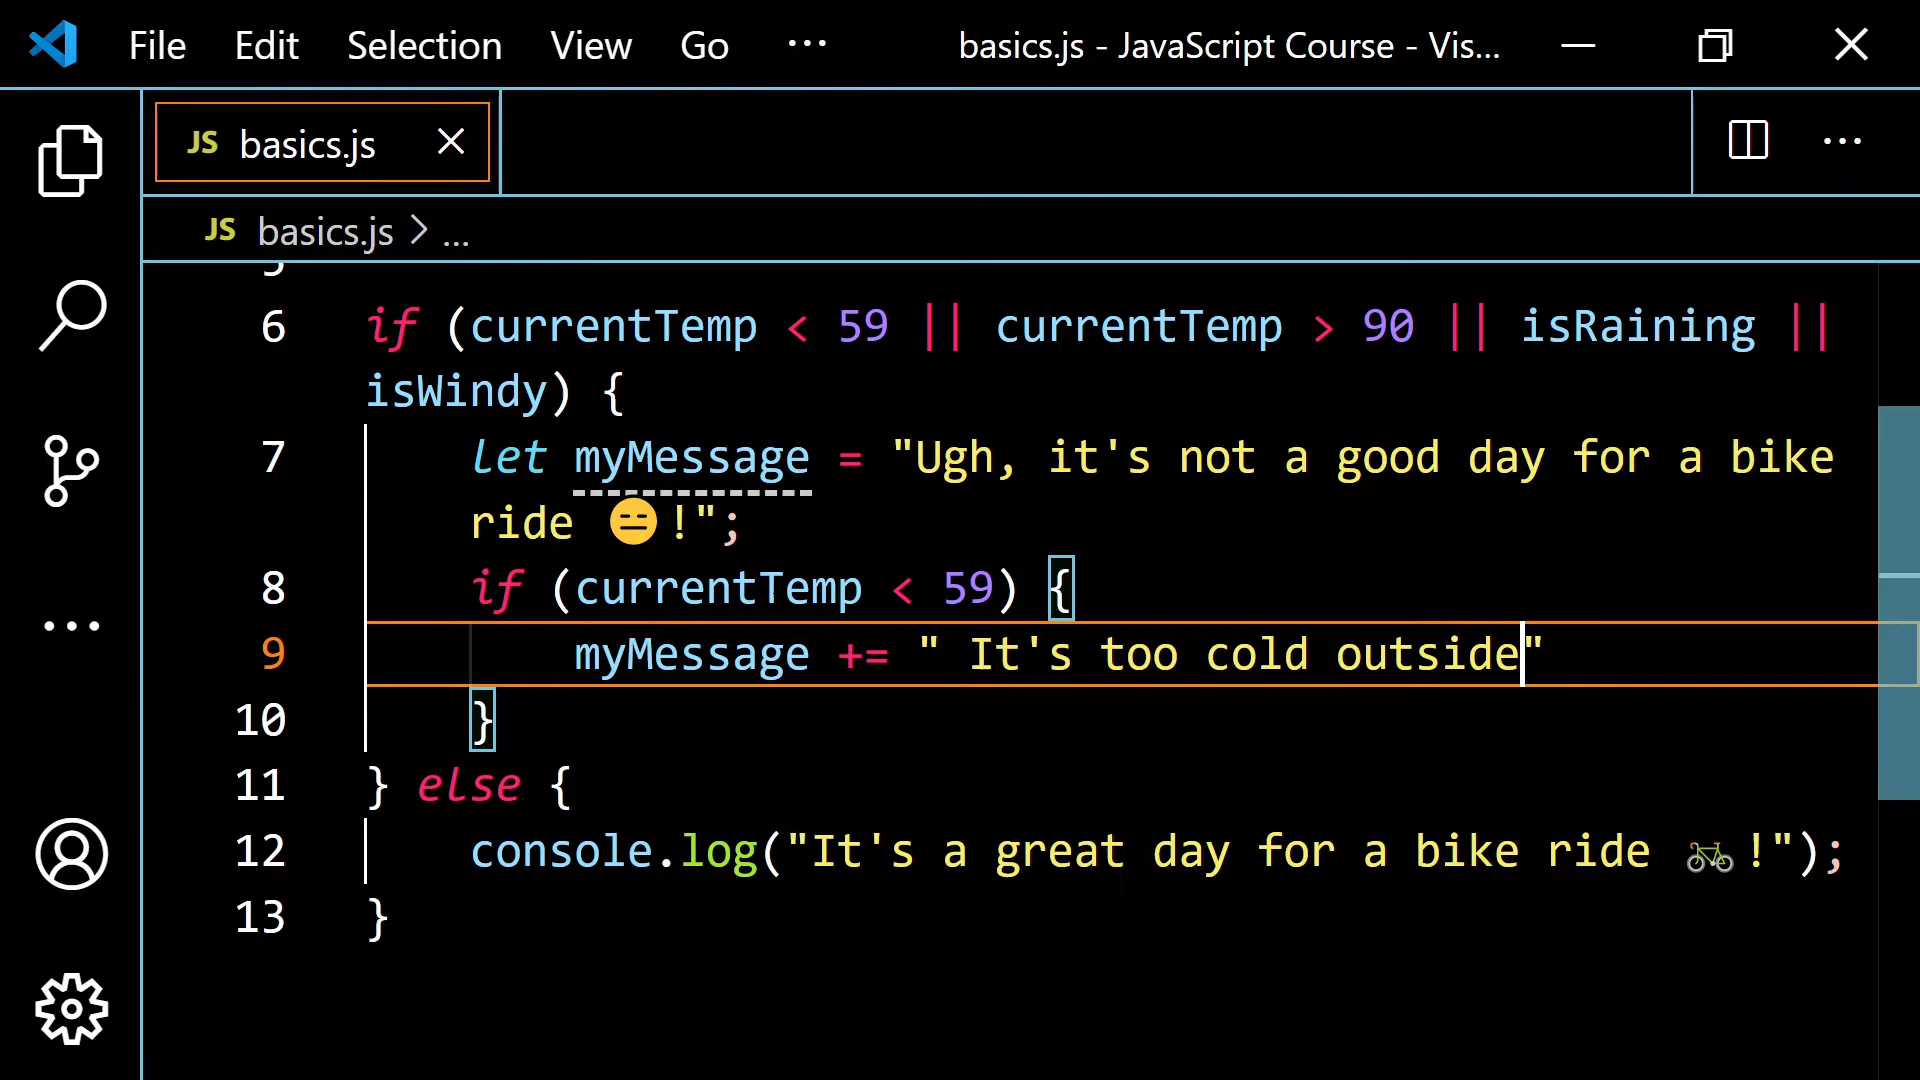 File Edit Selection View Go ··· basics.js - JavaScript Course - Vis...
JS basics.js
JS basics.js > ...
5
6 if (currentTemp < 59 || currentTemp > 90 || isRaining ||
isWindy) {
7 let myMessage = "Ugh, it's not a good day for a bike
ride 😑!";
8 if (currentTemp < 59) {
9 myMessage += " It's too cold outside"
10 }
11 } else {
12 console.log("It's a great day for a bike ride 🚲!");
13 }